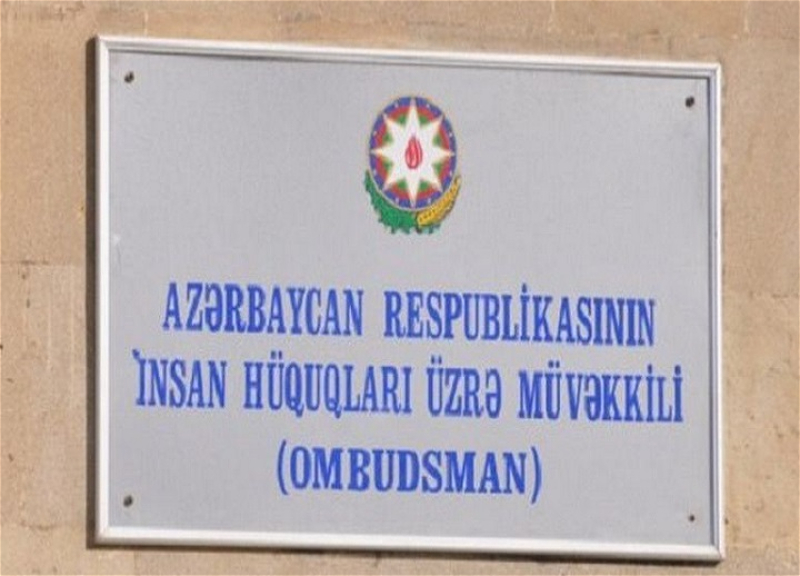 AZƏRBAYCAN RESPUBLİKASININ
İNSAN HÜQUQLARI ÜZRƏ MÜVƏKKİLİ
(OMBUDSMAN)